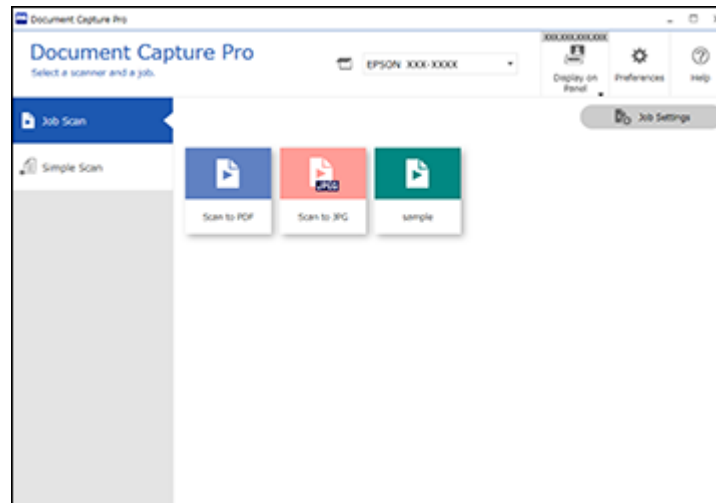 Document Capture Pro
Document Capture Pro
Select a scanner and a job.
EPSON XXX-XXXX
XXX.XXX.XXX.XXX
Display on
Panel
Preferences
Help
Job Scan
Job Settings
Simple Scan
JPEG
Scan to PDF
Scan to JPG
sample